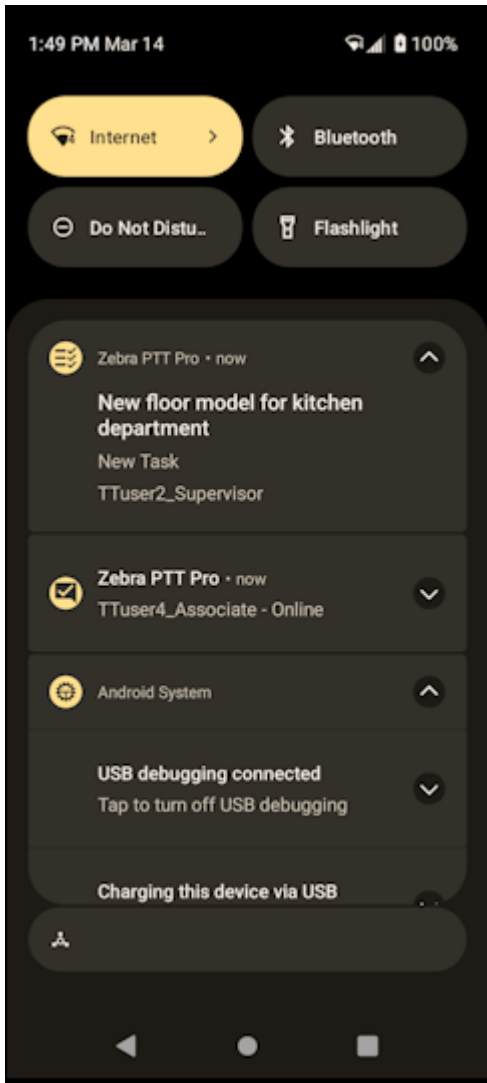 1:49 PM Mar 14 100%
Internet
Bluetooth
Do Not Distu..
Flashlight
Zebra PTT Pro • now
New floor model for kitchen
department
New Task
TTuser2_Supervisor
Zebra PTT Pro • now
TTuser4_Associate - Online
Android System
USB debugging connected
Tap to turn off USB debugging
Charging this device via USB